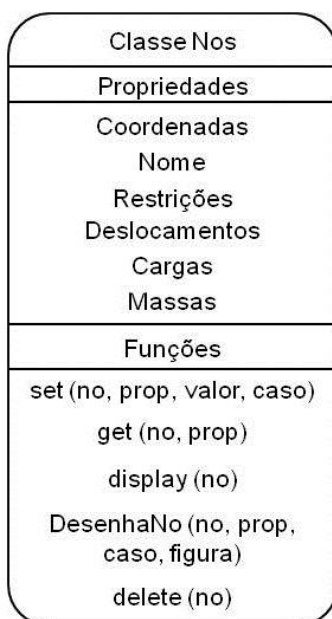 Classe Nos
Propriedades
Coordenadas
Nome
Restrições
Deslocamentos
Cargas
Massas
Funções
set (no, prop, valor, caso)
get (no, prop)
display (no)
DesenhaNo (no, prop,
caso, figura)
delete (no)